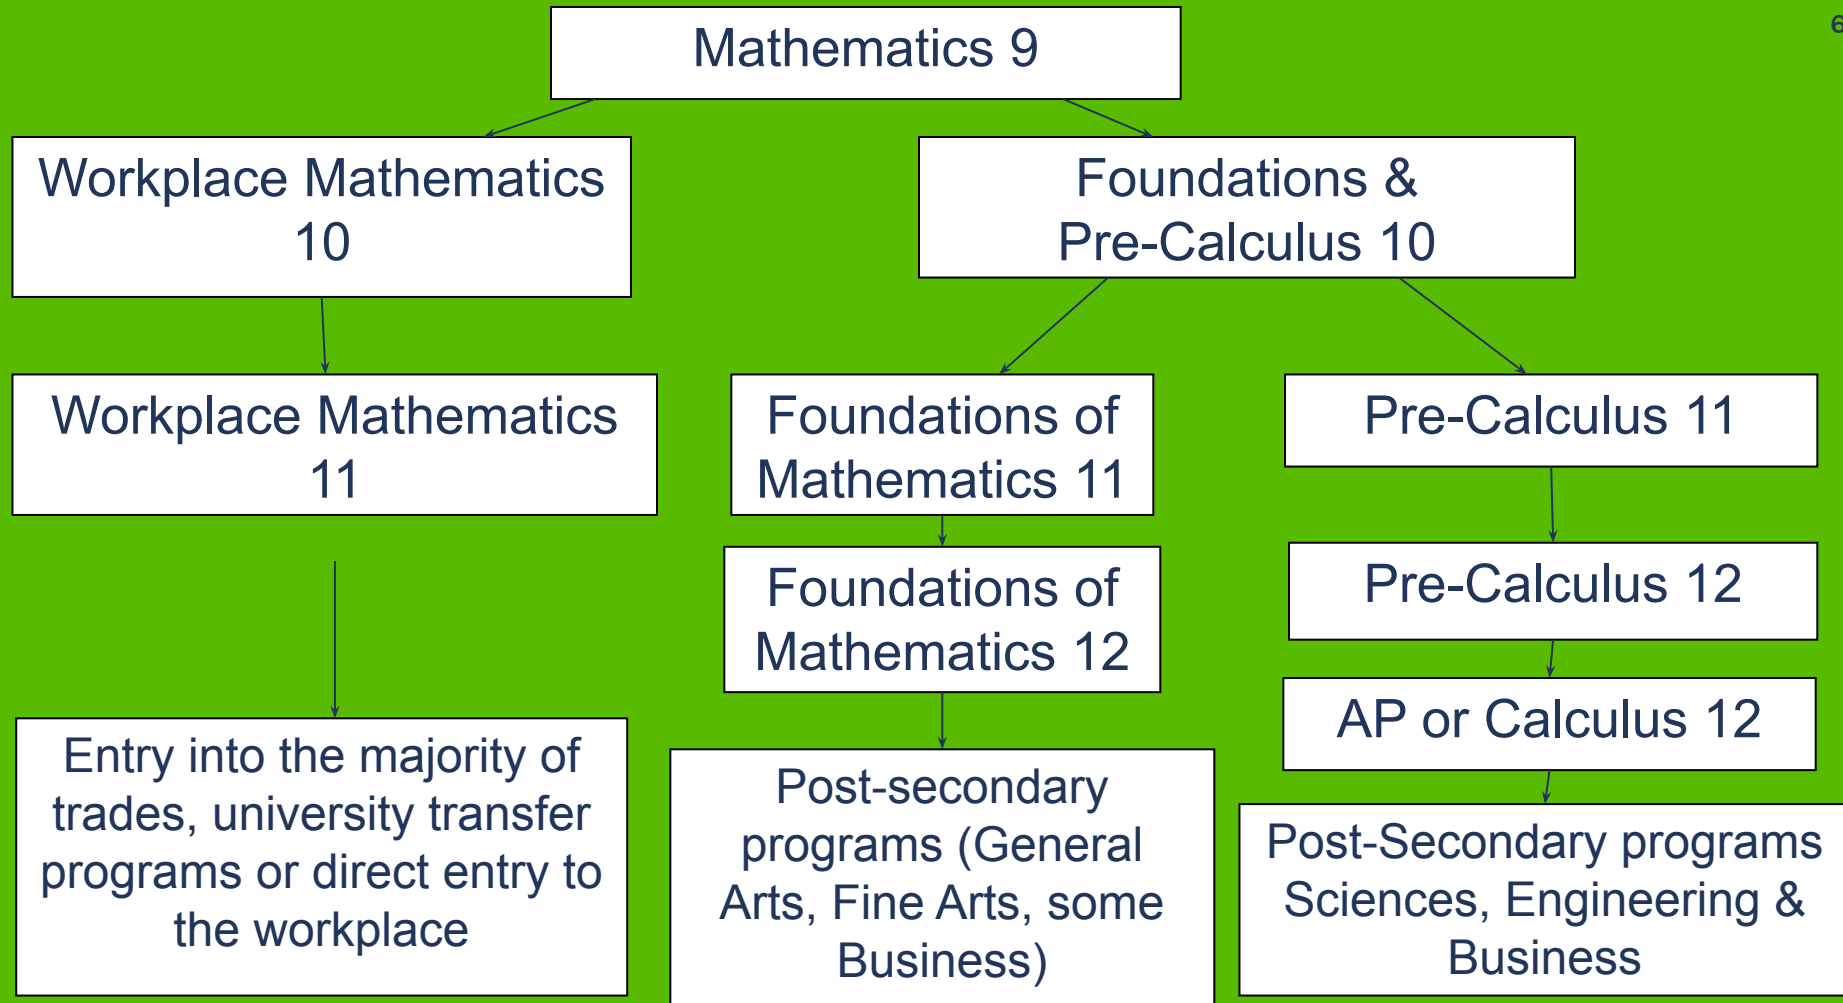 6
Mathematics 9
Workplace Mathematics
10
Foundations &
Pre-Calculus 10
Workplace Mathematics
11
Foundations of
Mathematics 11
Pre-Calculus 11
Foundations of
Mathematics 12
Pre-Calculus 12
AP or Calculus 12
Entry into the majority of
trades, university transfer
programs or direct entry to
the workplace
Post-secondary
programs (General
Arts, Fine Arts, some
Business)
Post-Secondary programs
Sciences, Engineering &
Business